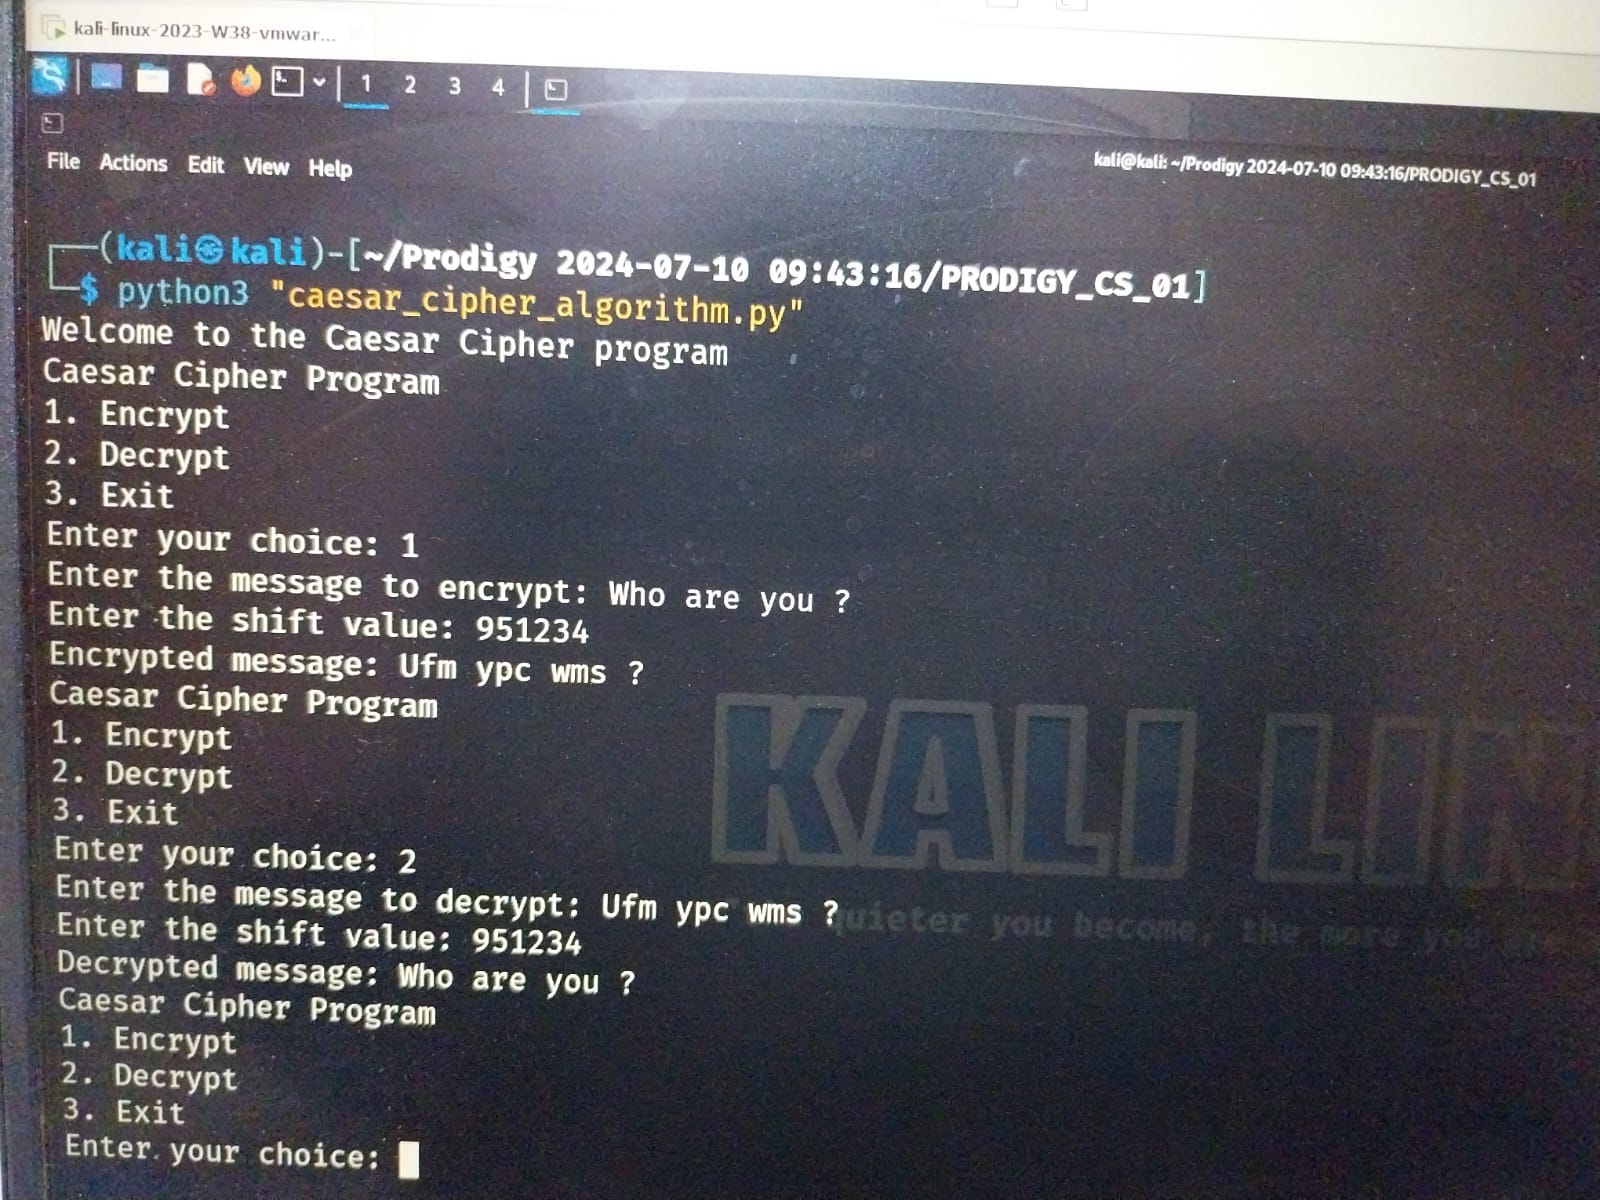 kali-linux-2023-W38-vmwar...
1 2 3 4
File Actions Edit View Help
kali@kali: ~/Prodigy 2024-07-10 09:43:16/PRODIGY_CS_01
(kali㉿kali)-[~/Prodigy 2024-07-10 09:43:16/PRODIGY_CS_01]
$ python3 "caesar_cipher_algorithm.py"
Welcome to the Caesar Cipher program
Caesar Cipher Program
1. Encrypt
2. Decrypt
3. Exit
Enter your choice: 1
Enter the message to encrypt: Who are you ?
Enter the shift value: 951234
Encrypted message: Ufm ypc wms ?
Caesar Cipher Program
1. Encrypt
2. Decrypt
3. Exit
Enter your choice: 2
Enter the message to decrypt: Ufm ypc wms ?
Enter the shift value: 951234
Decrypted message: Who are you ?
Caesar Cipher Program
1. Encrypt
2. Decrypt
3. Exit
Enter your choice:
KALI LIN
quieter you become, the more you are